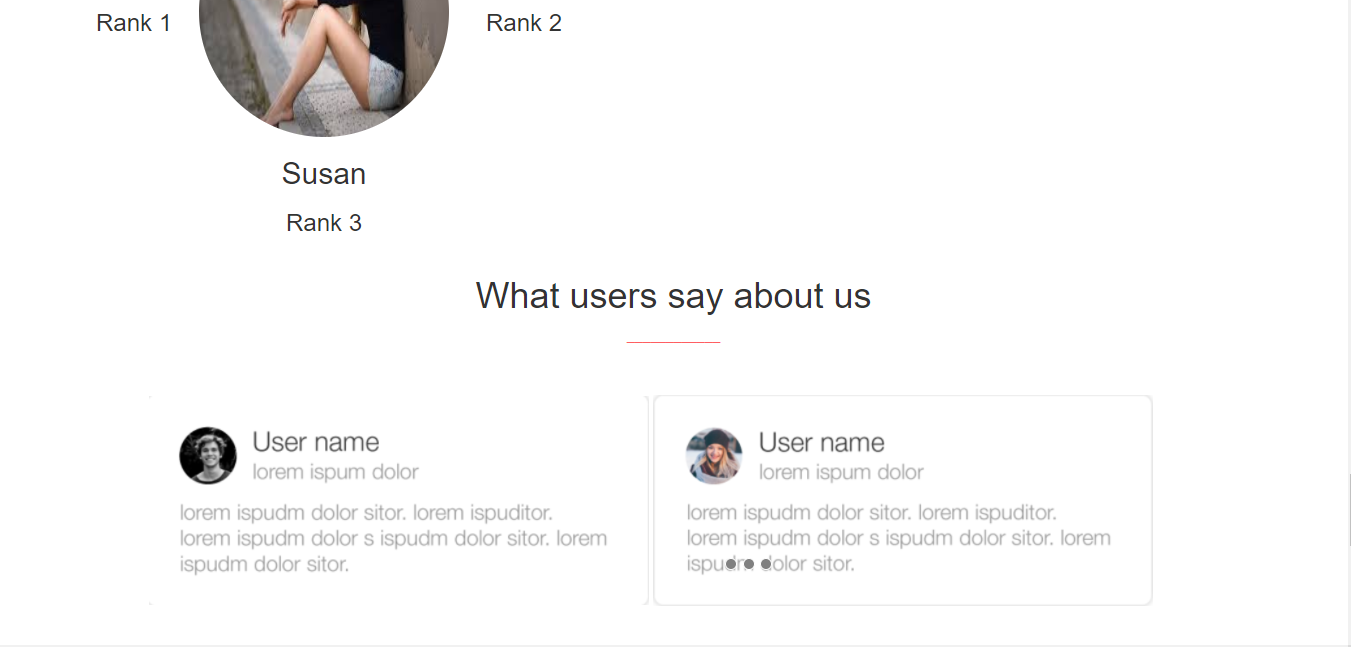 Rank 1
Rank 2
Susan
Rank 3
What users say about us
User name
lorem ispum dolor
lorem ispudm dolor sitor. lorem ispuditor.
lorem ispudm dolor s ispudm dolor sitor. lorem
ispudm dolor sitor.
User name
lorem ispum dolor
lorem ispudm dolor sitor. lorem ispuditor.
lorem ispudm dolor s ispudm dolor sitor. lorem
ispudm dolor sitor.